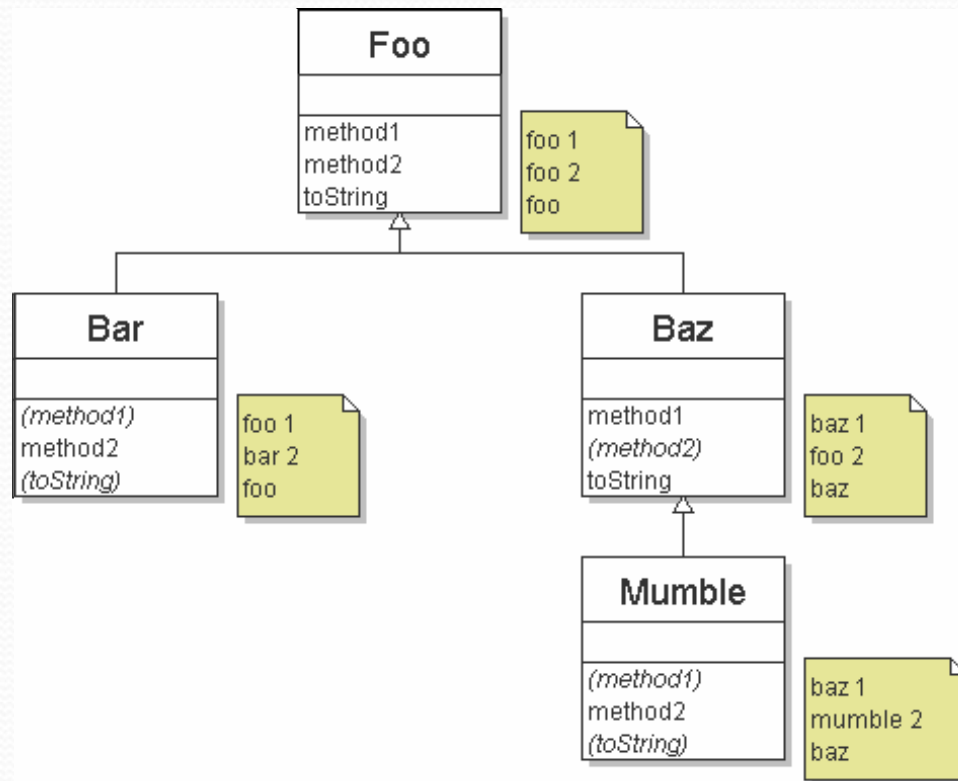 Foo
method1
method2
toString
foo 1
foo 2
foo
Bar
(method1)
method2
(toString)
foo 1
bar 2
foo
Baz
method1
(method2)
toString
baz 1
foo 2
baz
Mumble
(method1)
method2
(toString)
baz 1
mumble 2
baz